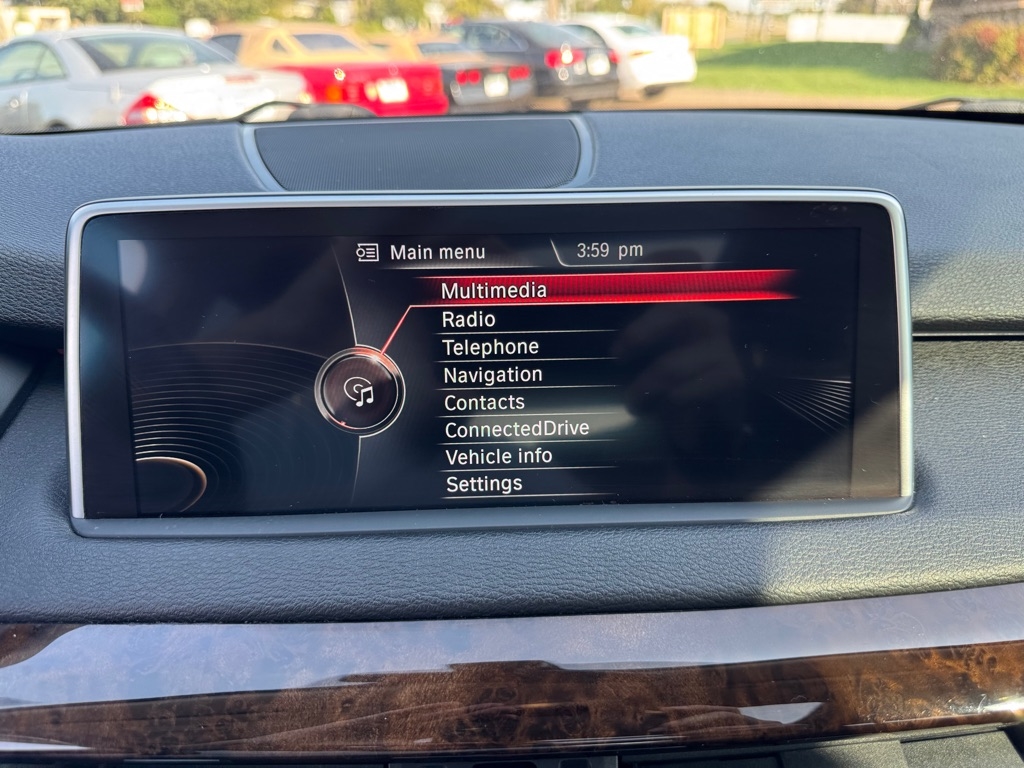 Main menu 3:59 pm
Multimedia
Radio
Telephone
Navigation
Contacts
ConnectedDrive
Vehicle info
Settings